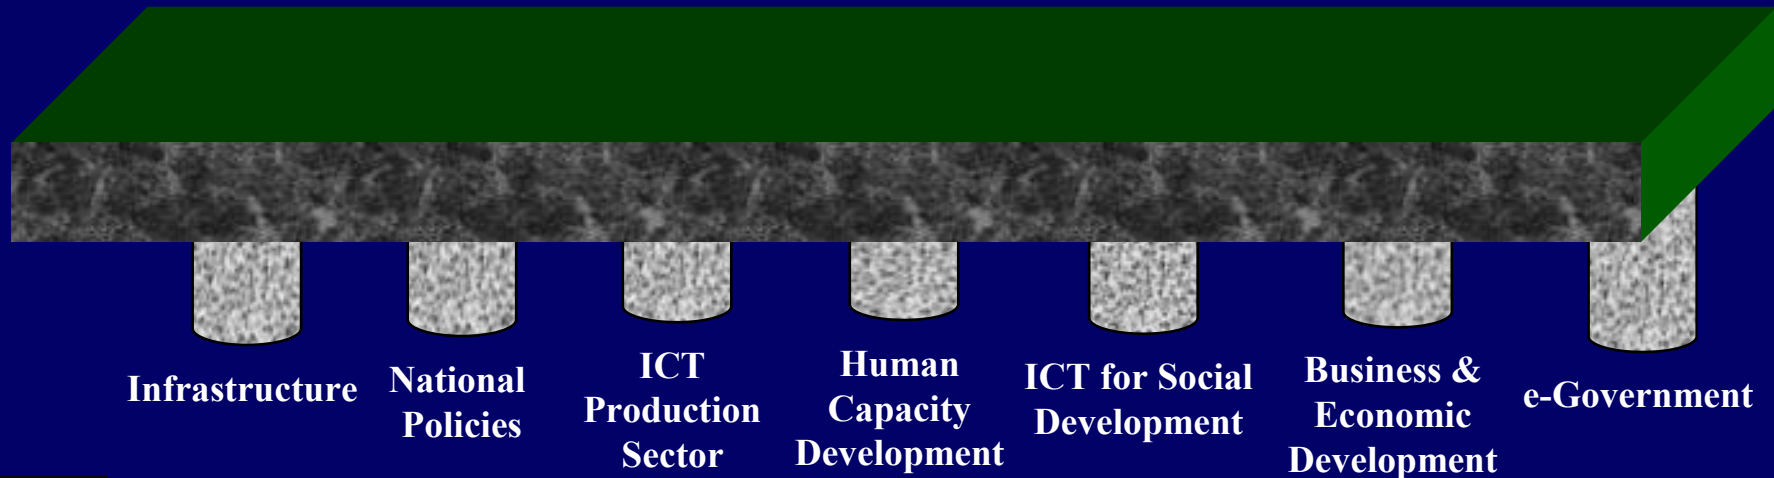 Infrastructure
National
Policies
ICT
Production
Sector
Human
Capacity
Development
ICT for Social
Development
Business &
Economic
Development
e-Government